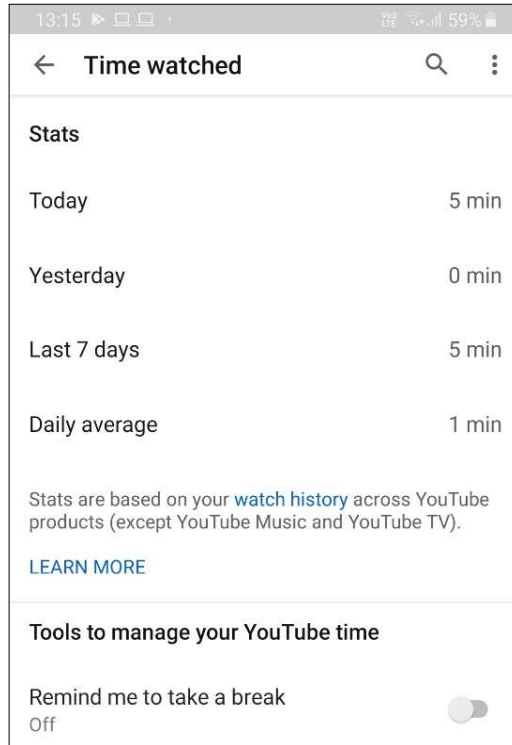 13:15
59%
Time watched
Stats
Today 5 min
Yesterday 0 min
Last 7 days 5 min
Daily average 1 min
Stats are based on your watch history across YouTube
products (except YouTube Music and YouTube TV).
LEARN MORE
Tools to manage your YouTube time
Remind me to take a break
Off